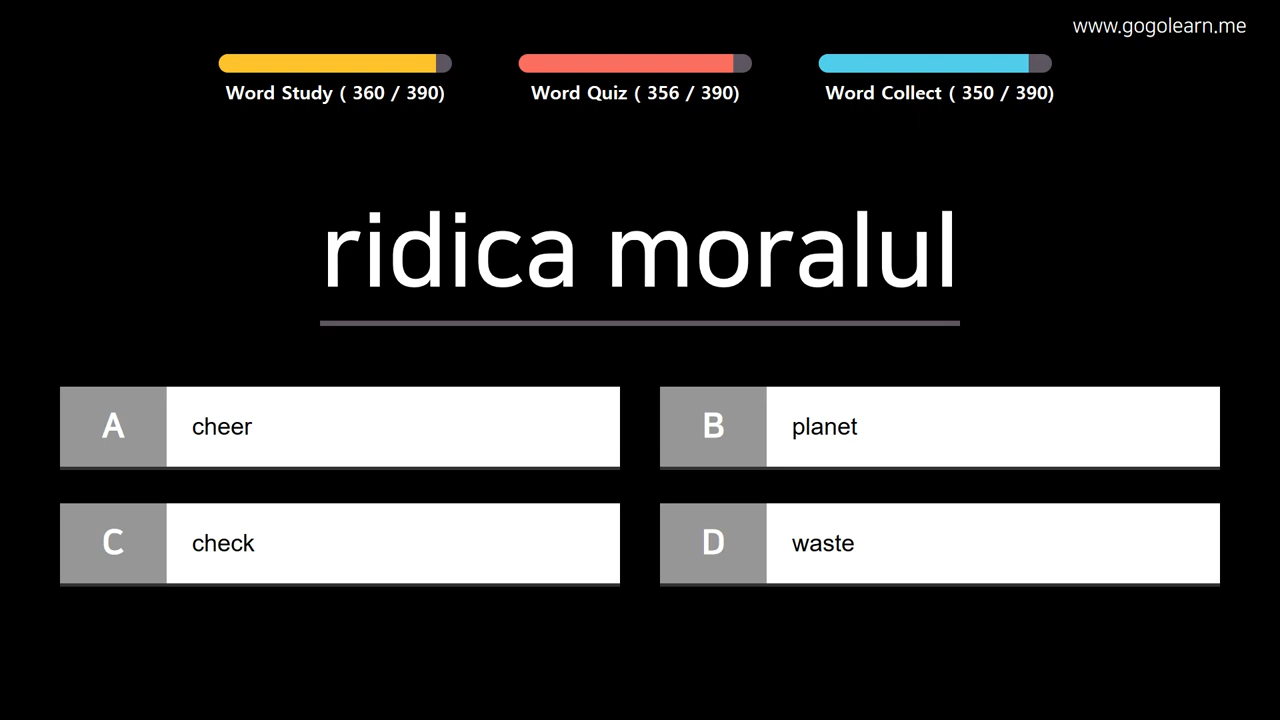 www.gogolearn.me
Word Study ( 360 / 390)
Word Quiz ( 356 / 390)
Word Collect ( 350 / 390)
ridica moralul
A cheer
B planet
C check
D waste